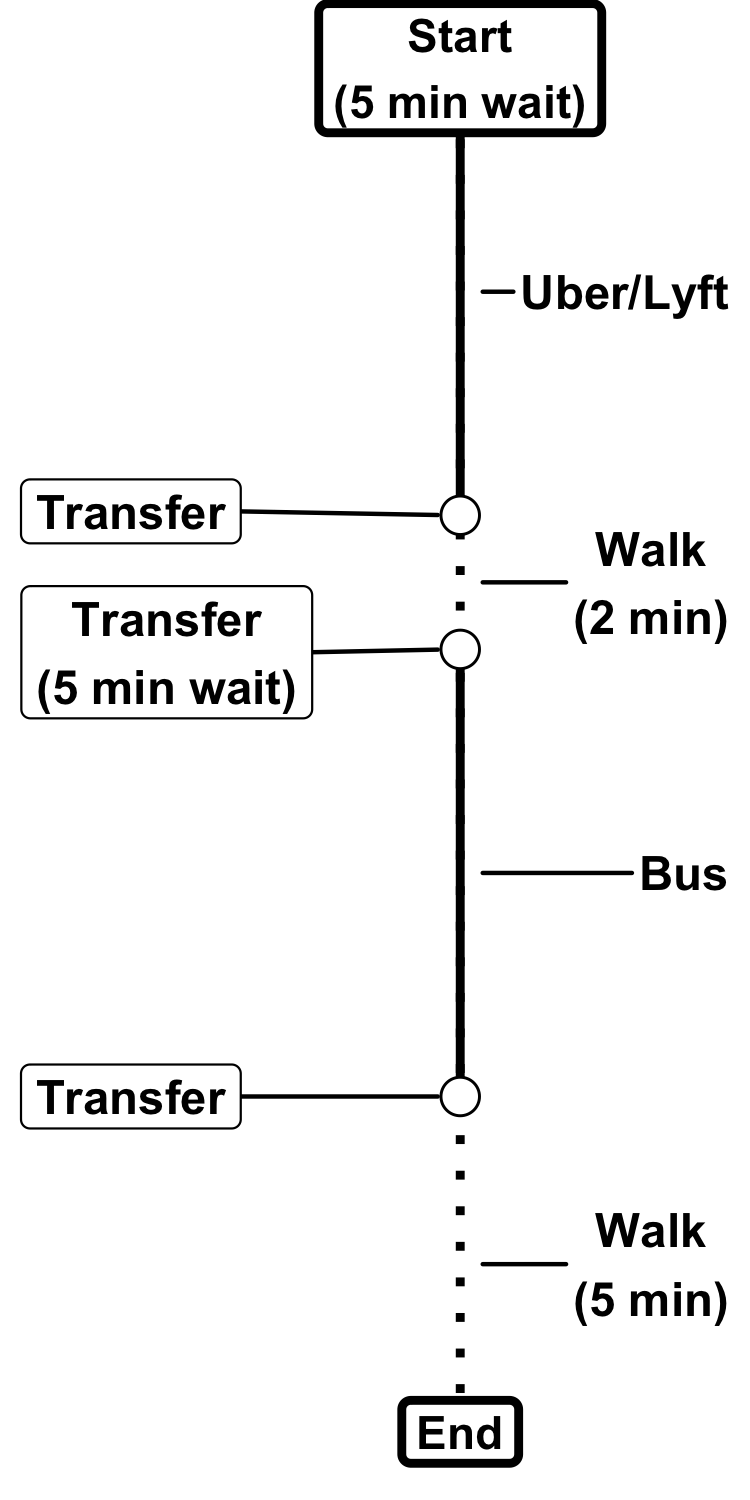 Start
(5 min wait)
Uber/Lyft
Transfer
Walk
(2 min)
Transfer
(5 min wait)
Bus
Transfer
Walk
(5 min)
End